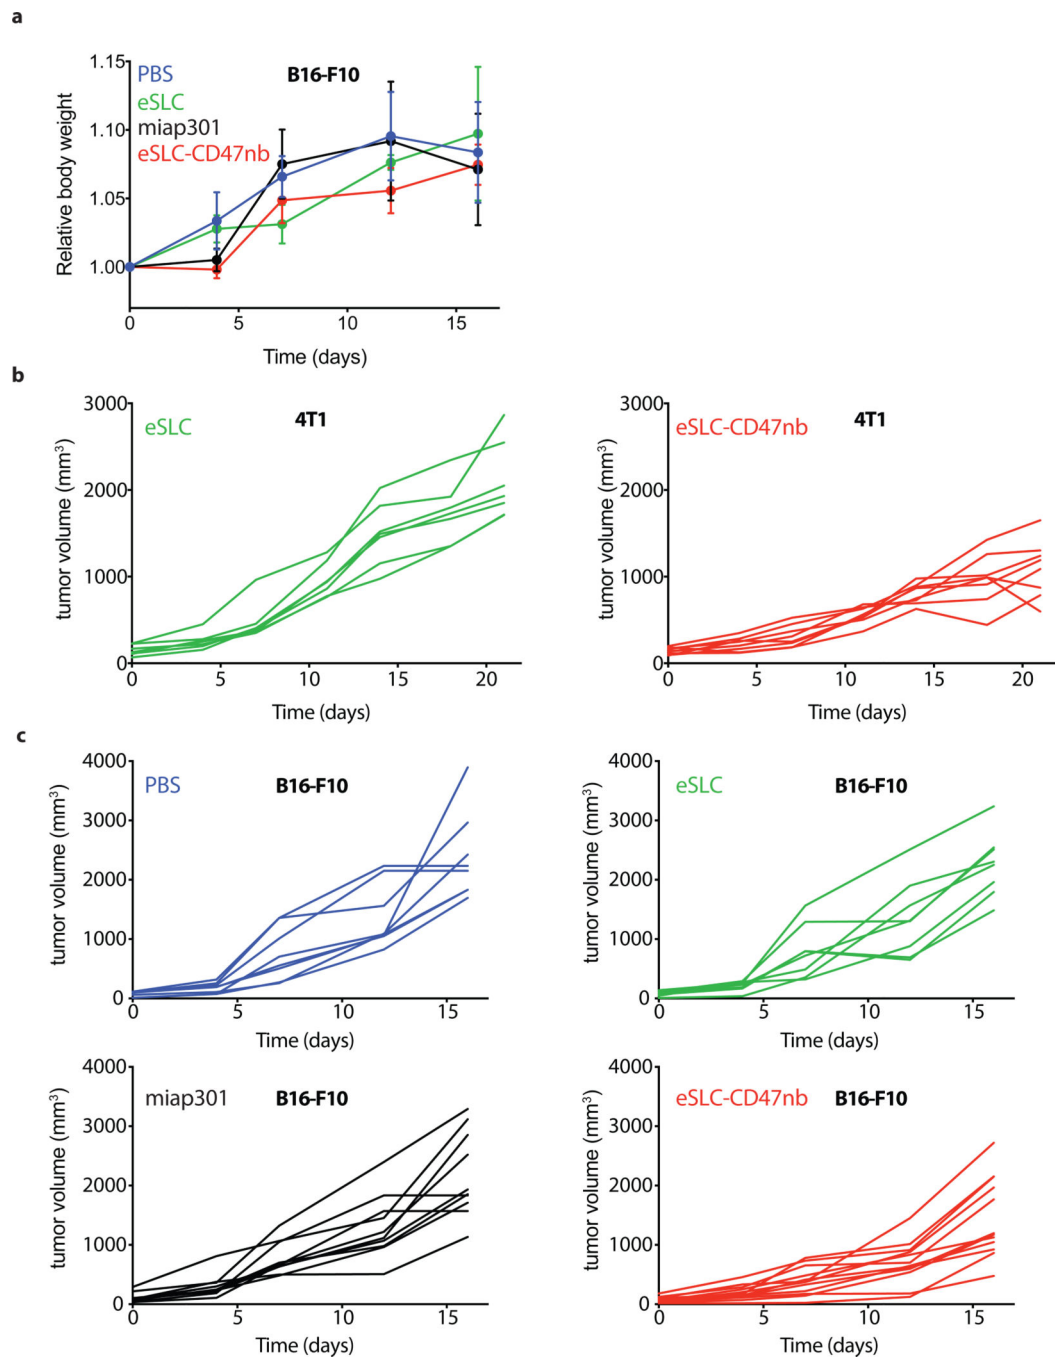 a
B16-F10
PBS
eSLC
miap301
eSLC-CD47nb
Relative body weight
1.15
1.10
1.05
1.00
0 5 10 15
Time (days)
b
4T1
eSLC
tumor volume (mm³)
3000
2000
1000
0
0 5 10 15 20
Time (days)
4T1
eSLC-CD47nb
tumor volume (mm³)
3000
2000
1000
0
0 5 10 15 20
Time (days)
c
PBS B16-F10
tumor volume (mm³)
4000
3000
2000
1000
0
0 5 10 15
Time (days)
eSLC B16-F10
tumor volume (mm³)
4000
3000
2000
1000
0
0 5 10 15
Time (days)
miap301 B16-F10
tumor volume (mm³)
4000
3000
2000
1000
0
0 5 10 15
Time (days)
eSLC-CD47nb B16-F10
tumor volume (mm³)
4000
3000
2000
1000
0
0 5 10 15
Time (days)